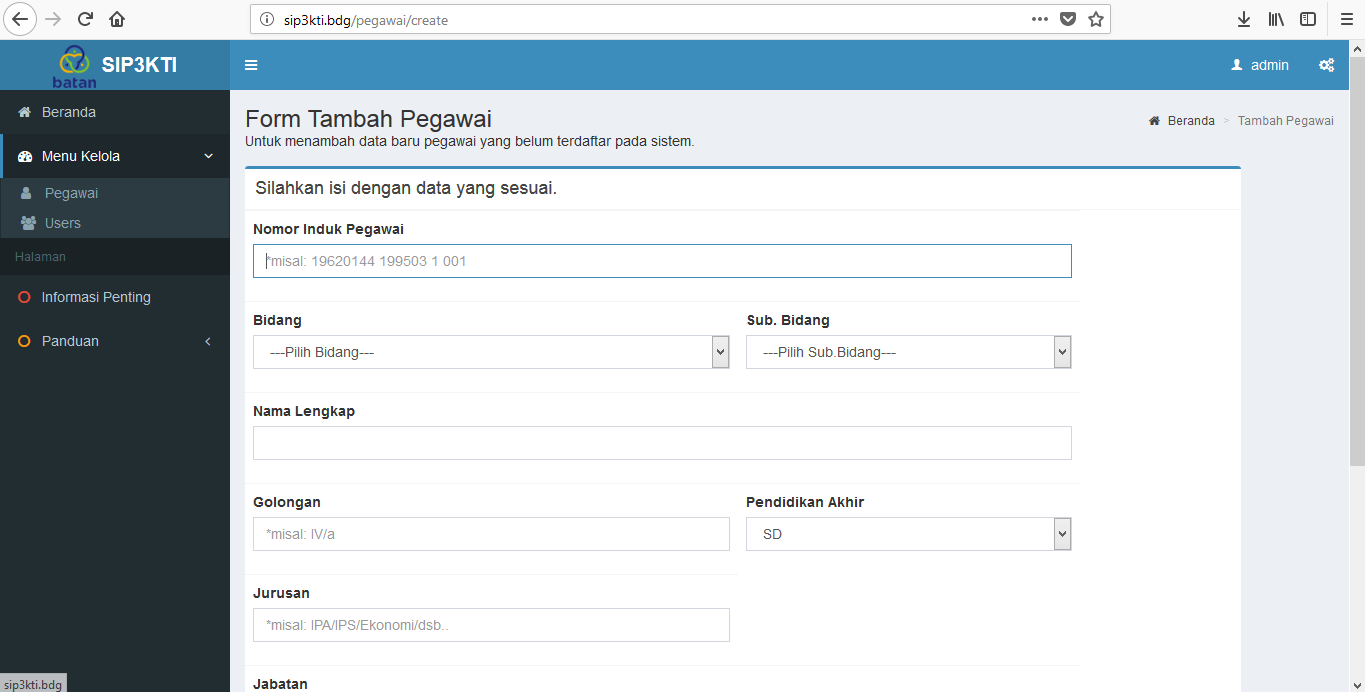 sip3kti.bdg/pegawai/create
batan
SIP3KTI
admin
Beranda
Menu Kelola
Pegawai
Users
Halaman
Informasi Penting
Panduan
Form Tambah Pegawai
Untuk menambah data baru pegawai yang belum terdaftar pada sistem.
Beranda > Tambah Pegawai
Silahkan isi dengan data yang sesuai.
Nomor Induk Pegawai
*misal: 19620144 199503 1 001
Bidang
Sub. Bidang
---Pilih Bidang---
---Pilih Sub.Bidang---
Nama Lengkap
Golongan
Pendidikan Akhir
*misal: IV/a
SD
Jurusan
*misal: IPA/IPS/Ekonomi/dsb..
Jabatan
sip3kti.bdg